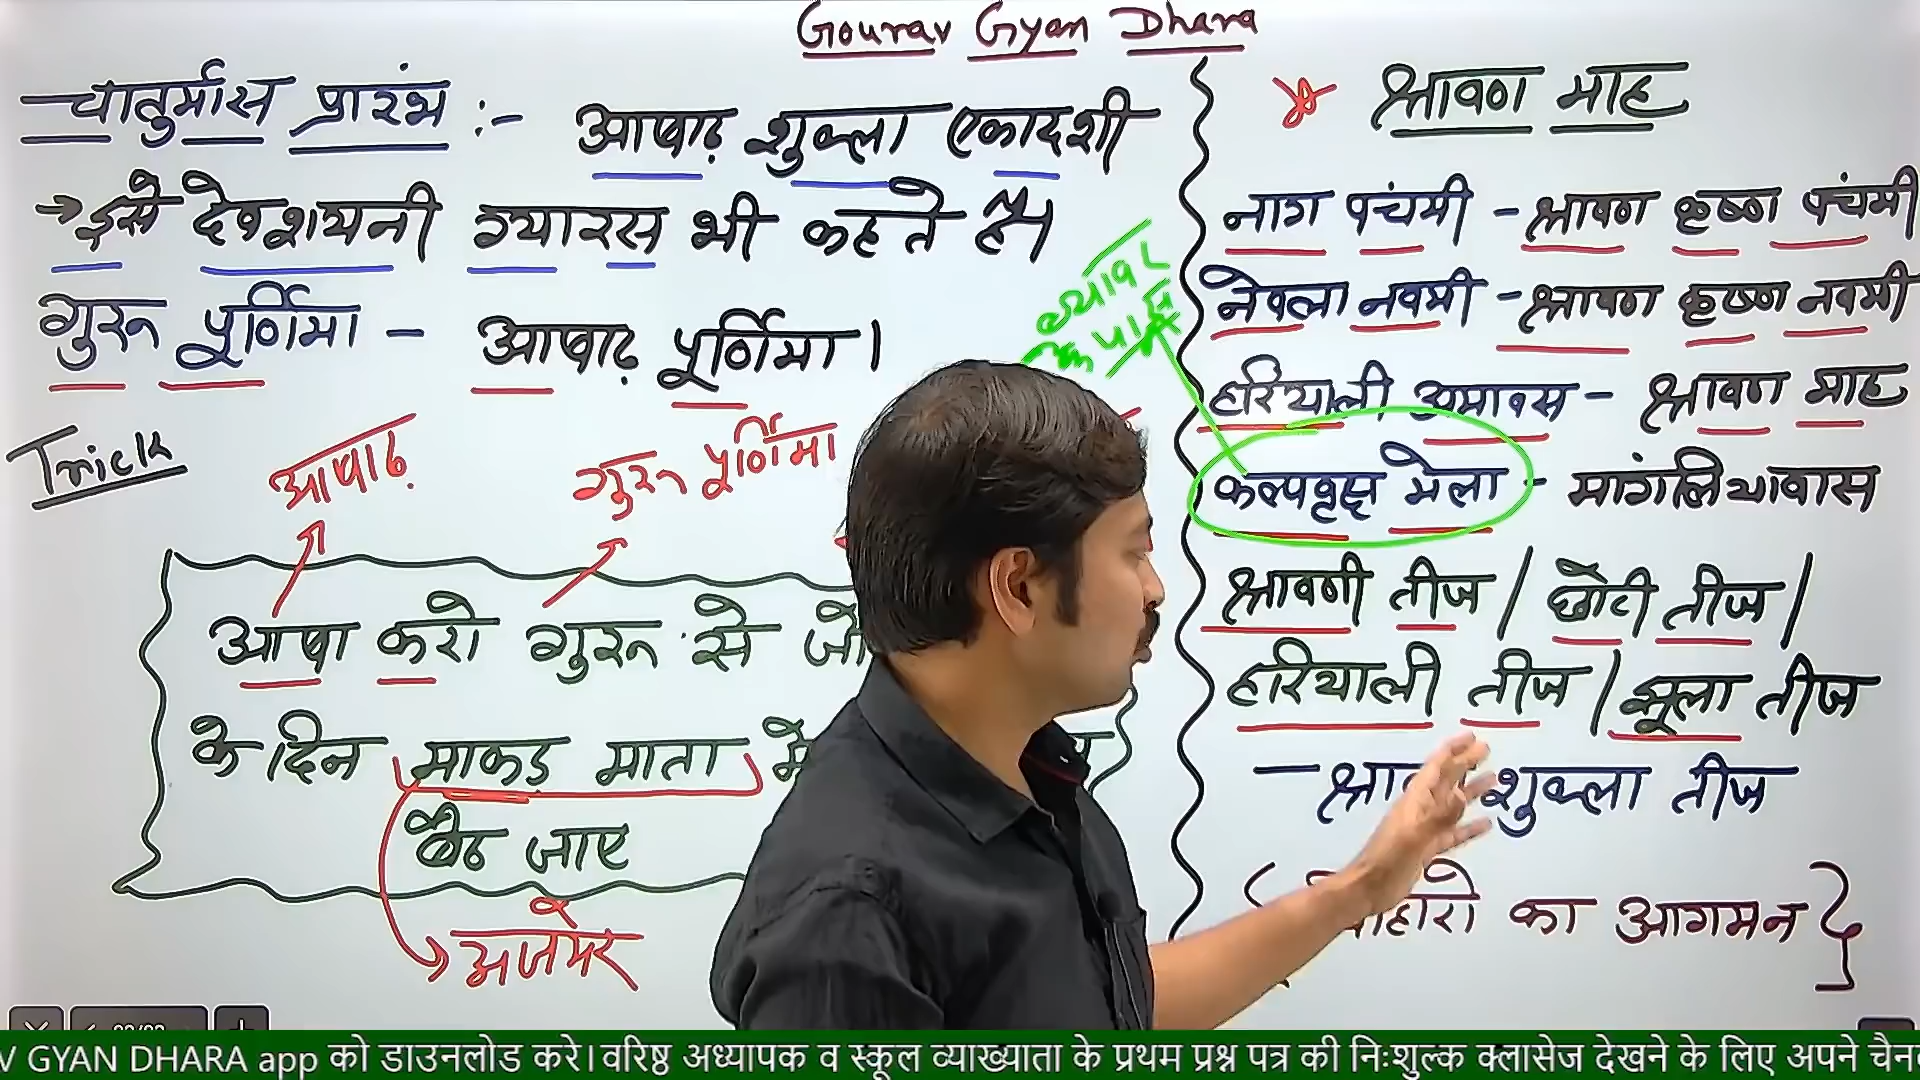 Gourav Gyan Dhara
चातुर्मास प्रारंभ :- आषाढ़ शुक्ला एकादशी
→ इसे देवशयनी ग्यारस भी कहते है।
गुरू पूर्णिमा - आषाढ़ पूर्णिमा।
Trick
आषाढ़
गुरू पूर्णिमा
आषा करो गुरू से जो
के दिन माकड़ माता मे
बैठ जाए
अजमेर
श्रावण माह
नाग पंचमी - श्रावण कृष्ण पंचमी
नेवला नवमी - श्रावण कृष्ण नवमी
हरियाली अमावस - श्रावण माह
कल्पवृक्ष मेला - मांगलियावास
ब्यावर
के पास
श्रावणी तीज / छोटी तीज /
हरियाली तीज / झूला तीज
- शुक्ला तीज
का आगमन }
V GYAN DHARA app को डाउनलोड करे।वरिष्ठ अध्यापक व स्कूल व्याख्याता के प्रथम प्रश्न पत्र की निःशुल्क क्लासेज देखने के लिए अपने चैन